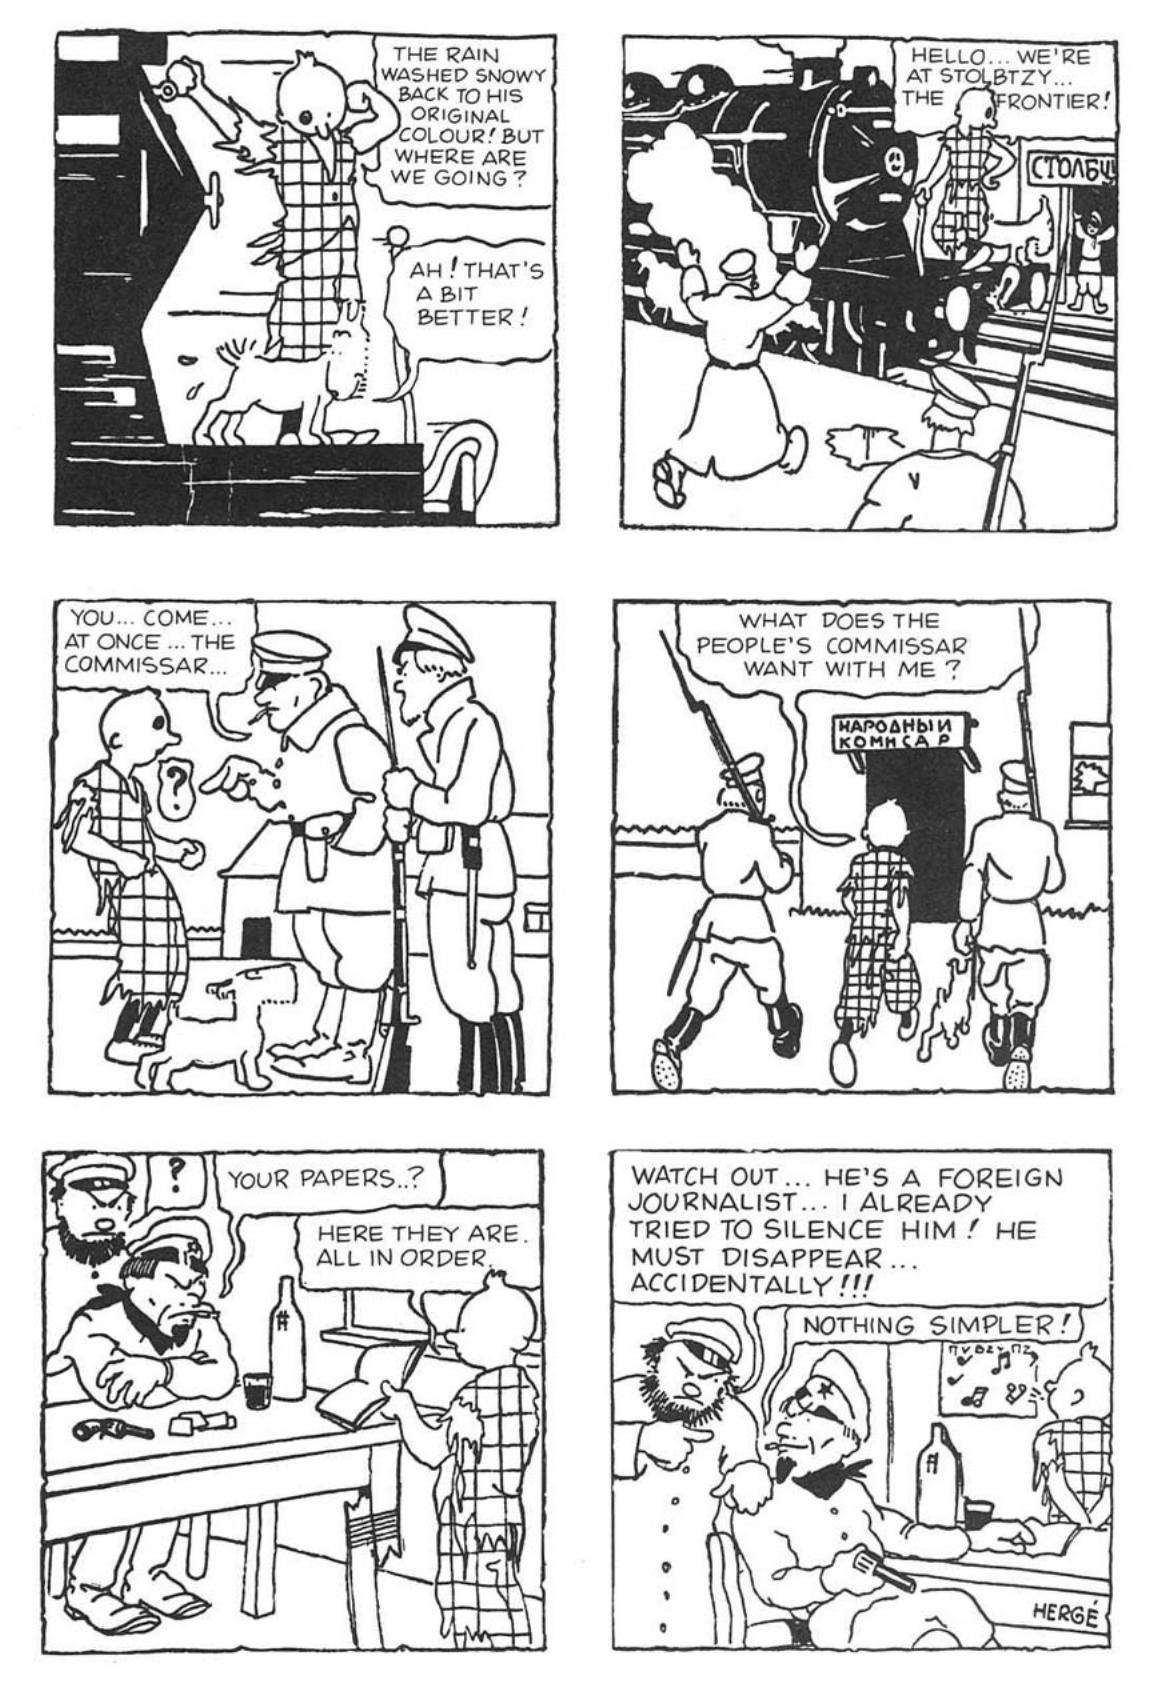 THE RAIN
WASHED SNOWY
BACK TO HIS
ORIGINAL
COLOUR! BUT
WHERE ARE
WE GOING?
AH! THAT'S
A BIT
BETTER!
HELLO... WE'RE
AT STOLBTZY...
THE FRONTIER!
СТОЛБЦ
YOU... COME...
AT ONCE... THE
COMMISSAR...
?
WHAT DOES THE
PEOPLE'S COMMISSAR
WANT WITH ME?
НАРОДНЫИ
КОМИСАР
?
YOUR PAPERS..?
HERE THEY ARE.
ALL IN ORDER.
WATCH OUT... HE'S A FOREIGN
JOURNALIST... I ALREADY
TRIED TO SILENCE HIM! HE
MUST DISAPPEAR...
ACCIDENTALLY!!!
NOTHING SIMPLER!
HERGÉ